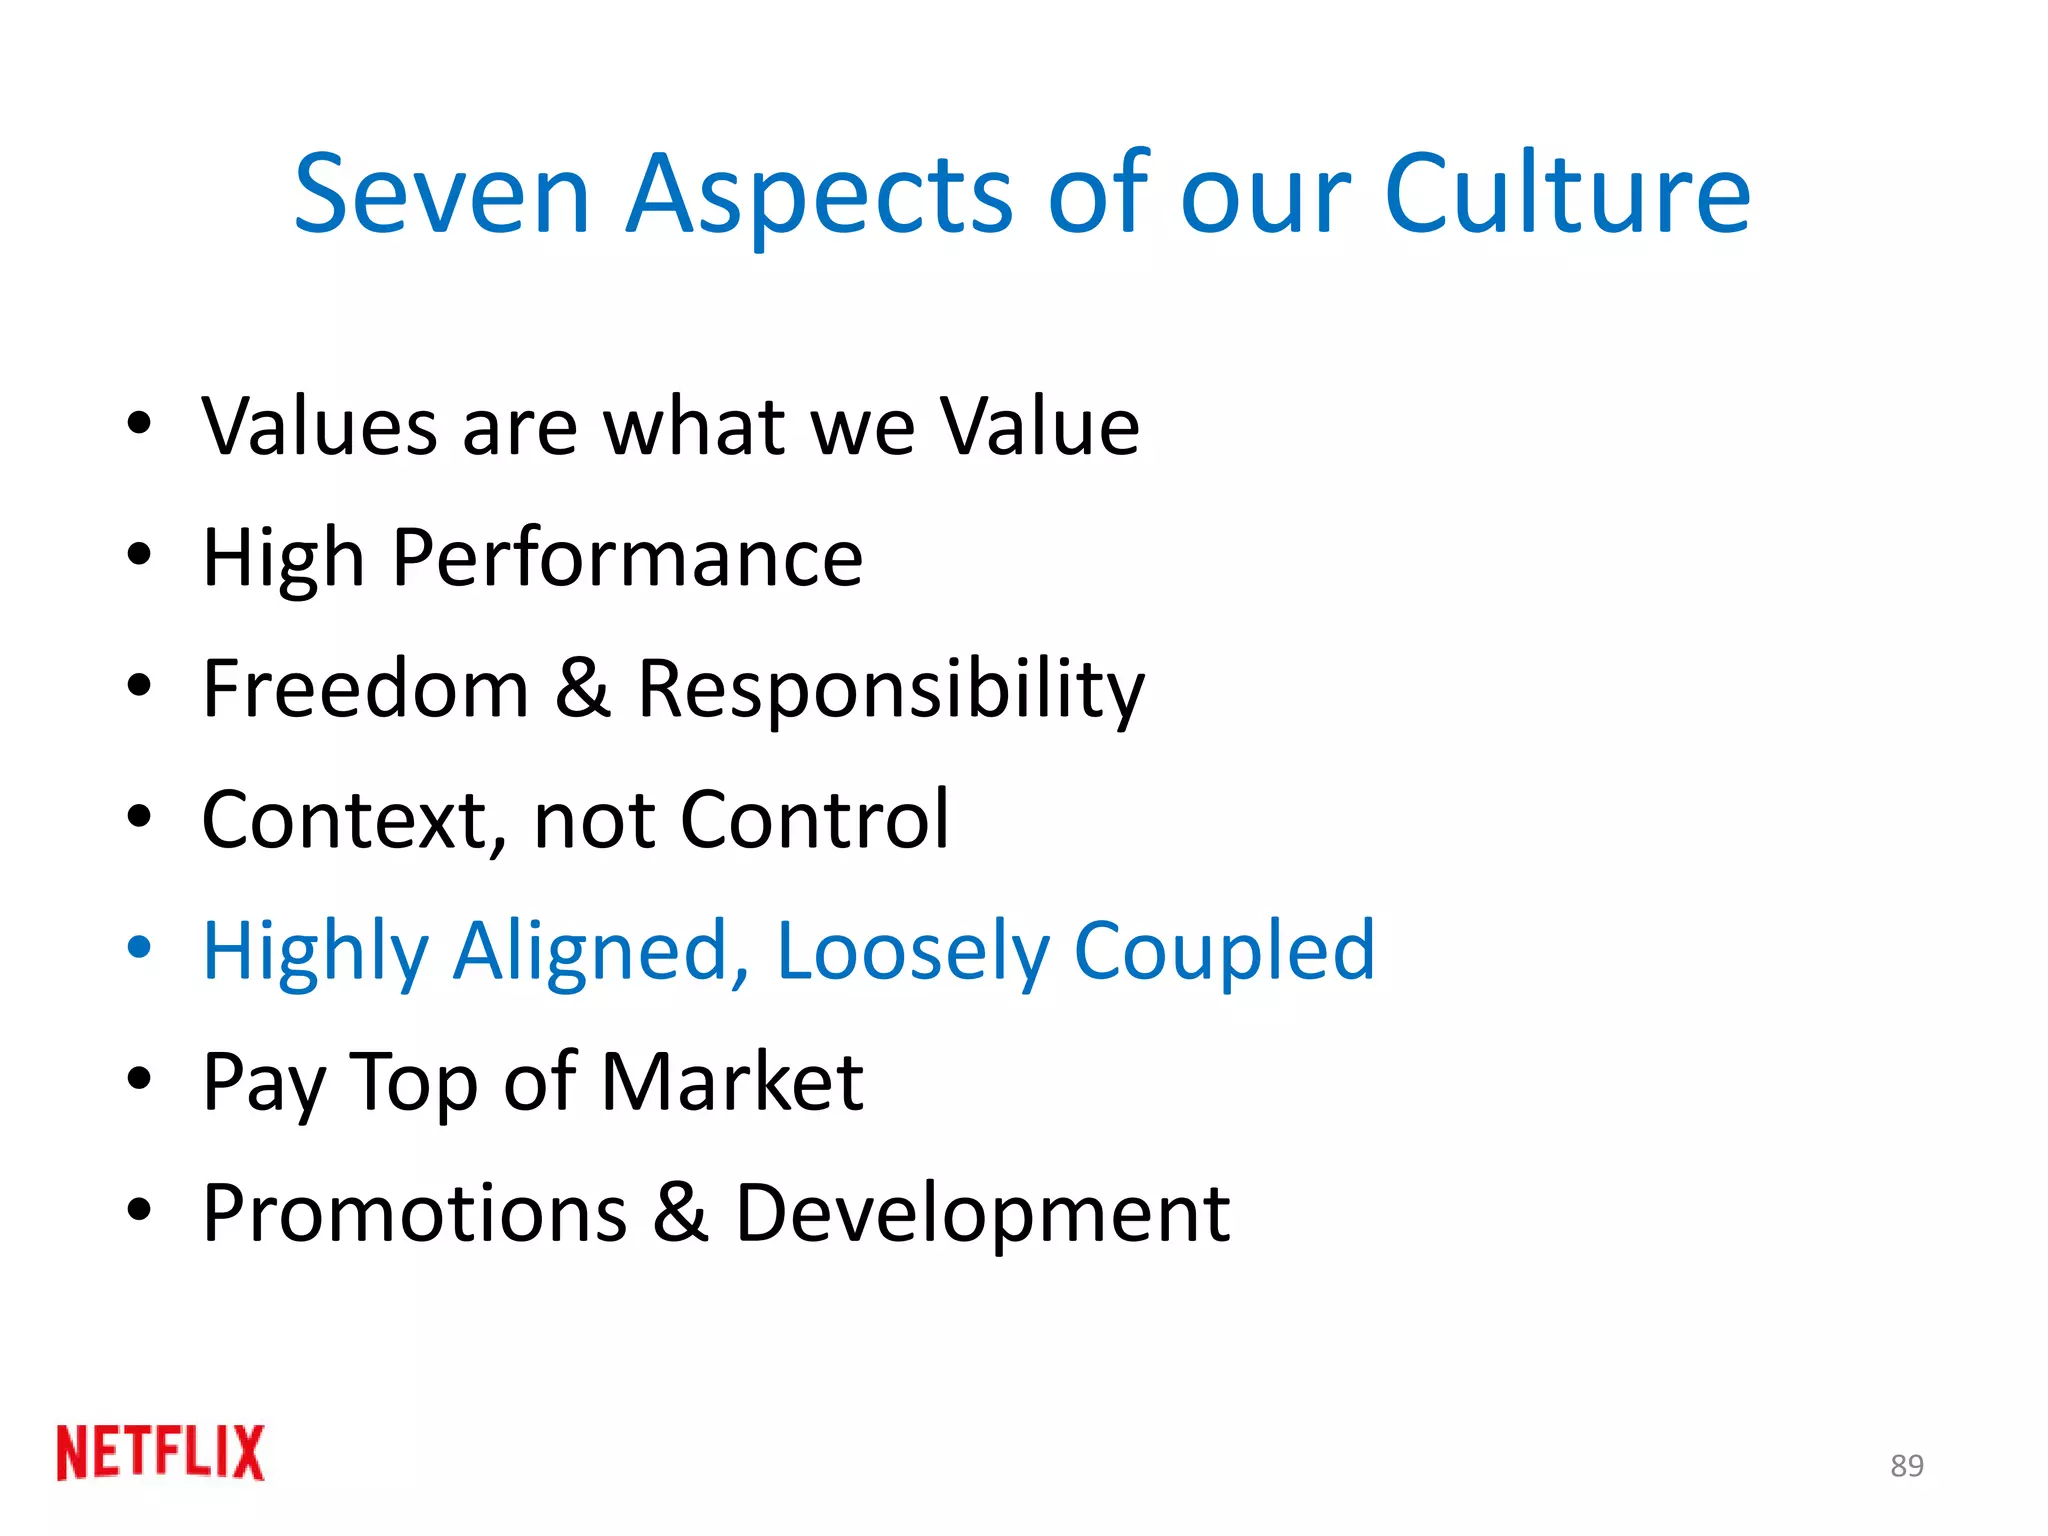 Seven Aspects of our Culture
• Values are what we Value
• High Performance
• Freedom & Responsibility
• Context, not Control
• Highly Aligned, Loosely Coupled
• Pay Top of Market
• Promotions & Development
NETFLIX
89